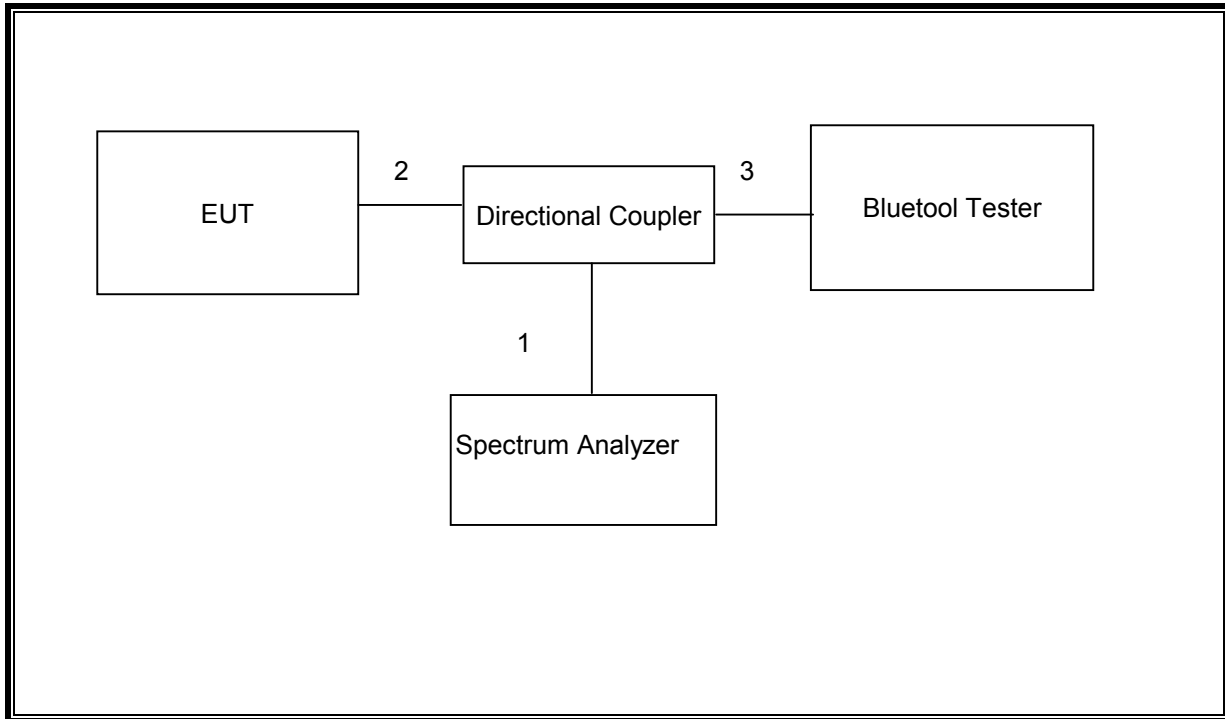 2
3
EUT
Directional Coupler
Bluetool Tester
1
Spectrum Analyzer